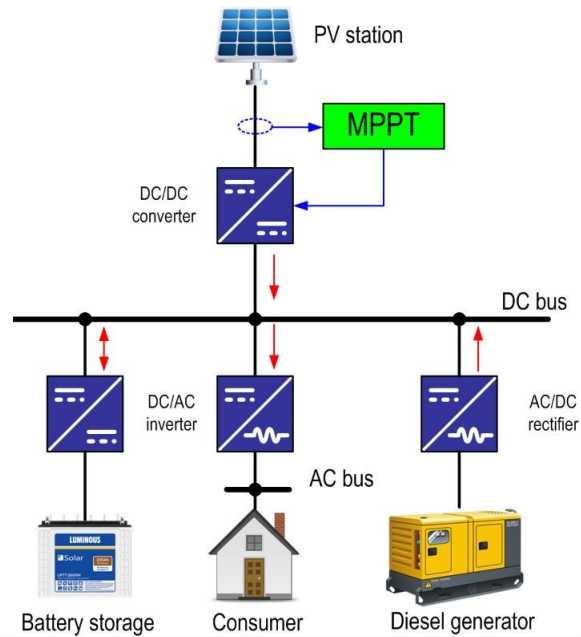 PV station
MPPT
DC/DC
converter
DC bus
DC/AC
inverter
AC/DC
rectifier
AC bus
LUMINOUS
Solar
Battery storage
Consumer
Diesel generator